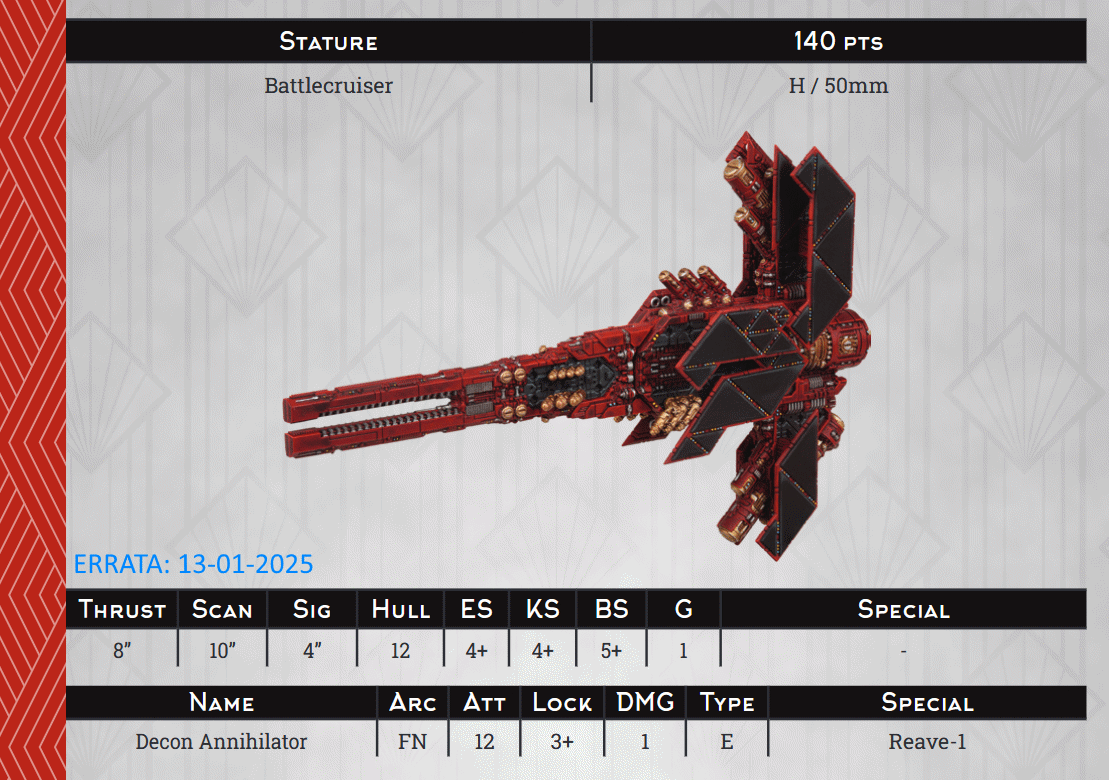 Stature 140 pts
Battlecruiser H / 50mm
ERRATA: 13-01-2025
Thrust Scan Sig Hull ES KS BS G Special
8” 10” 4” 12 4+ 4+ 5+ 1 -
Name Arc Att Lock DMG Type Special
Decon Annihilator FN 12 3+ 1 E Reave-1